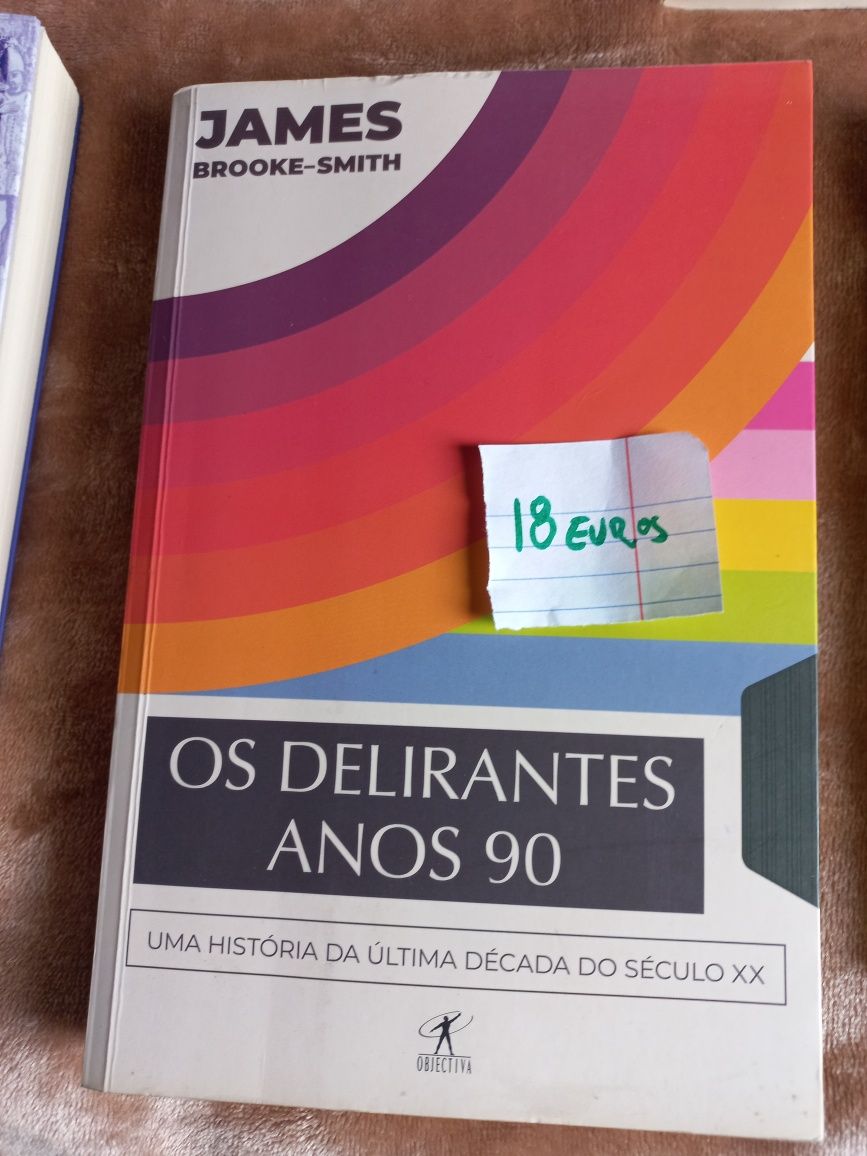 JAMES
BROOKE-SMITH
18 EUROS
OS DELIRANTES
ANOS 90
UMA HISTÓRIA DA ÚLTIMA DÉCADA DO SÉCULO XX
OBJECTIVA